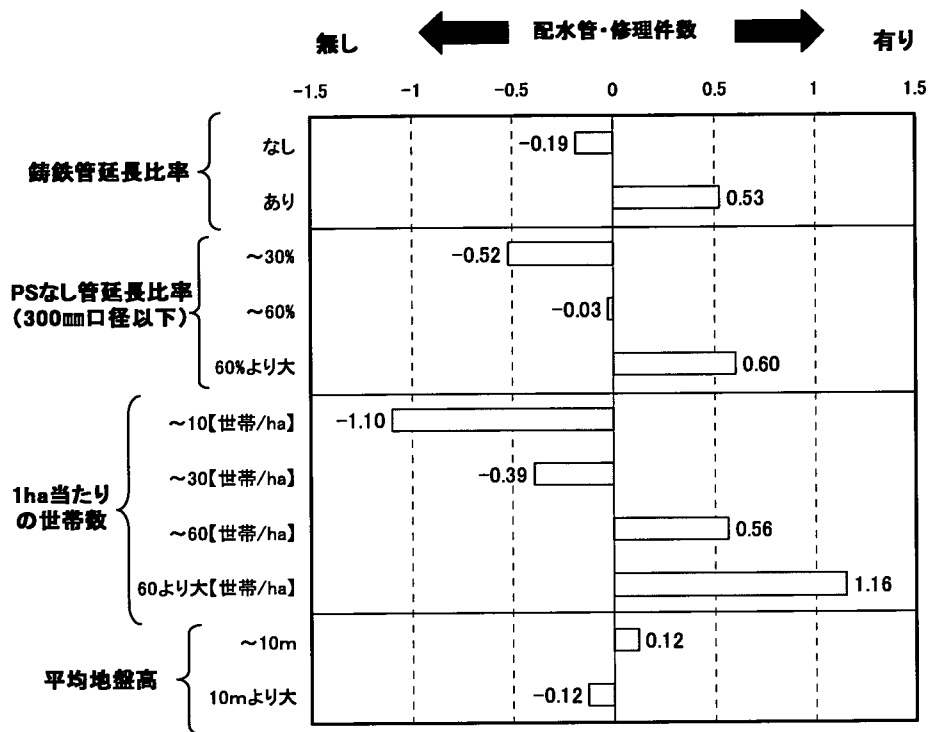 配水管・修理件数
無し
有り
-1.5 -1 -0.5 0 0.5 1 1.5
鋳鉄管延長比率
なし
-0.19
あり
0.53
PSなし管延長比率
（300㎜口径以下）
～30%
-0.52
～60%
-0.03
60%より大
0.60
1ha当たり
の世帯数
～10【世帯/ha】
-1.10
～30【世帯/ha】
-0.39
～60【世帯/ha】
0.56
60より大【世帯/ha】
1.16
平均地盤高
～10m
0.12
10mより大
-0.12